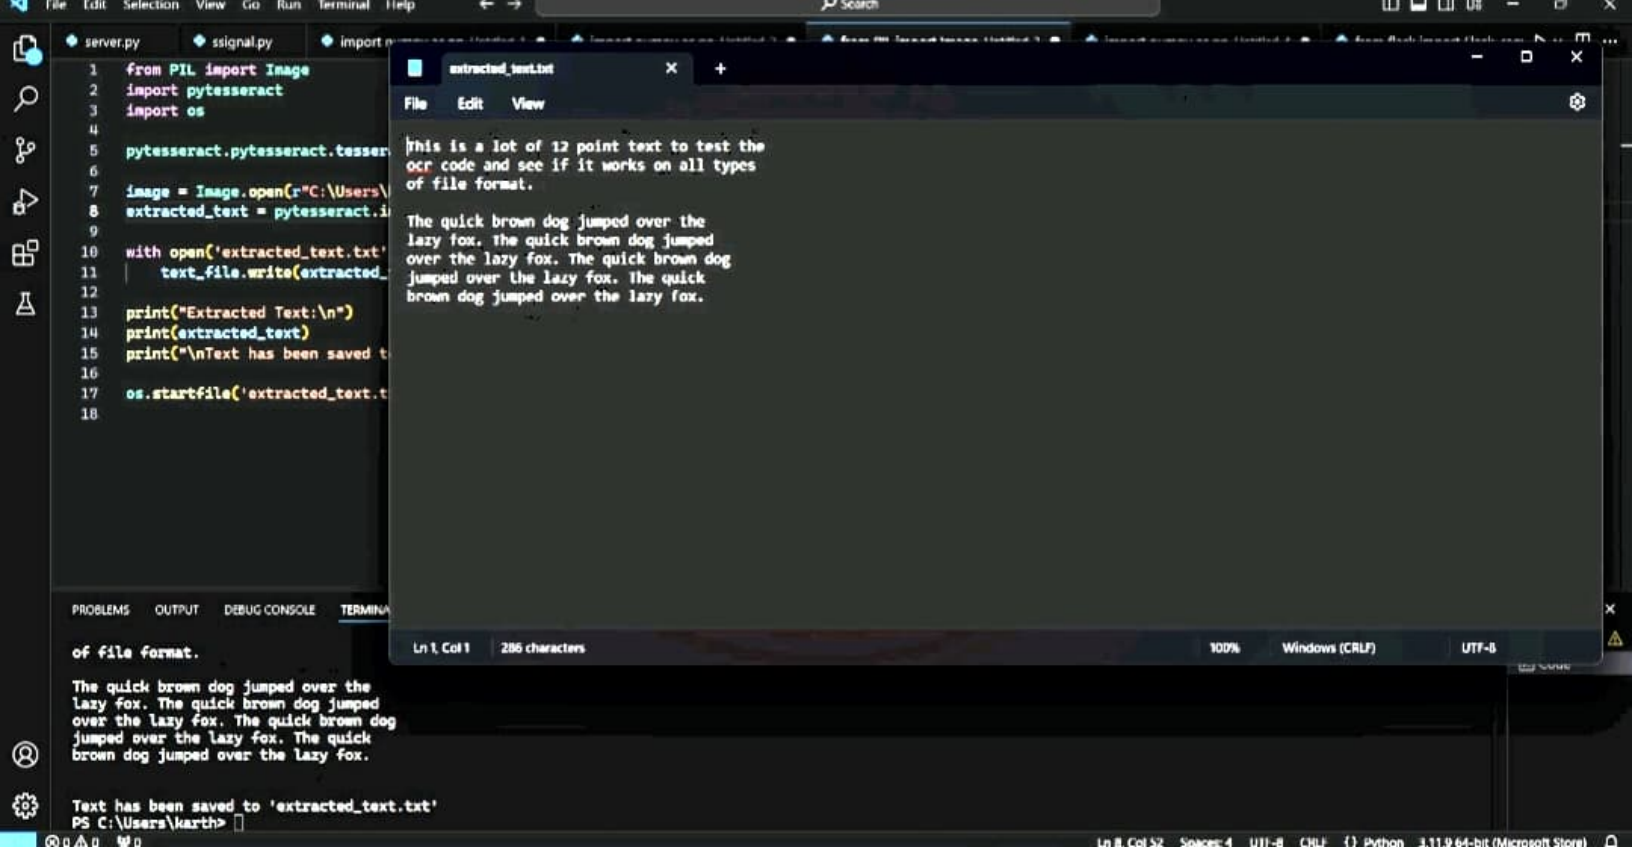 File Edit Selection View Go Run Terminal Help
Search
server.py
ssignal.py
1 from PIL import Image
2 import pytesseract
3 import os
4
5 pytesseract.pytesseract.tesser
6
7 image = Image.open(r"C:\Users\
8 extracted_text = pytesseract.i
9
10 with open('extracted_text.txt'
11 text_file.write(extracted_
12
13 print("Extracted Text:\n")
14 print(extracted_text)
15 print("\nText has been saved t
16
17 os.startfile('extracted_text.t
18
extracted_text.txt
File Edit View
This is a lot of 12 point text to test the
ocr code and see if it works on all types
of file format.
The quick brown dog jumped over the
lazy fox. The quick brown dog jumped
over the lazy fox. The quick brown dog
jumped over the lazy fox. The quick
brown dog jumped over the lazy fox.
Ln 1, Col 1 286 characters 100% Windows (CRLF) UTF-8
PROBLEMS OUTPUT DEBUG CONSOLE TERMINA
of file format.
The quick brown dog jumped over the
lazy fox. The quick brown dog jumped
over the lazy fox. The quick brown dog
jumped over the lazy fox. The quick
brown dog jumped over the lazy fox.
Text has been saved to 'extracted_text.txt'
PS C:\Users\karth>
Code
0 0 0 Ln 8, Col 52 Spaces: 4 UTF-8 CRLF {} Python 3.11.9 64-bit (Microsoft Store)